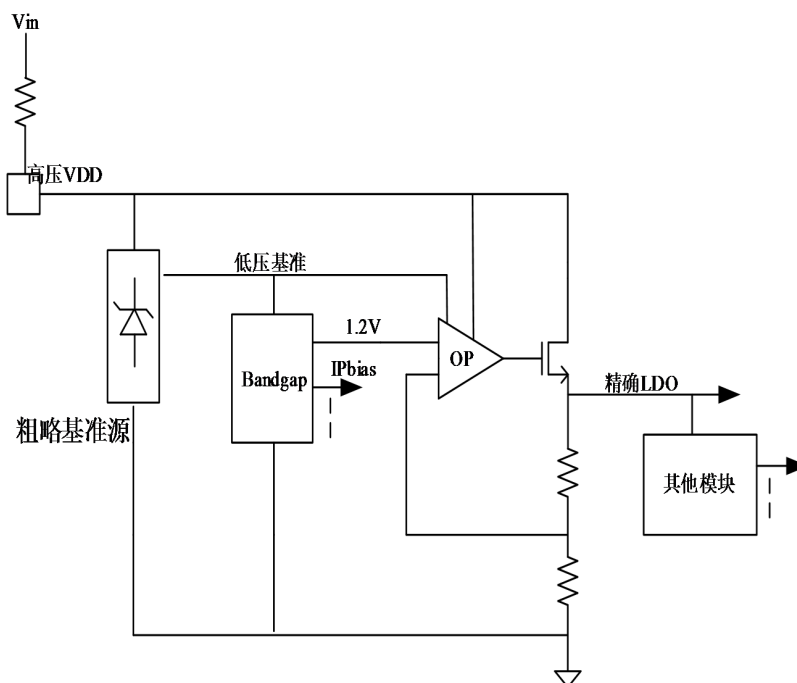 Vin
高压VDD
低压基准
1.2V
OP
Bandgap
IPbias
精确LDO
粗略基准源
其他模块